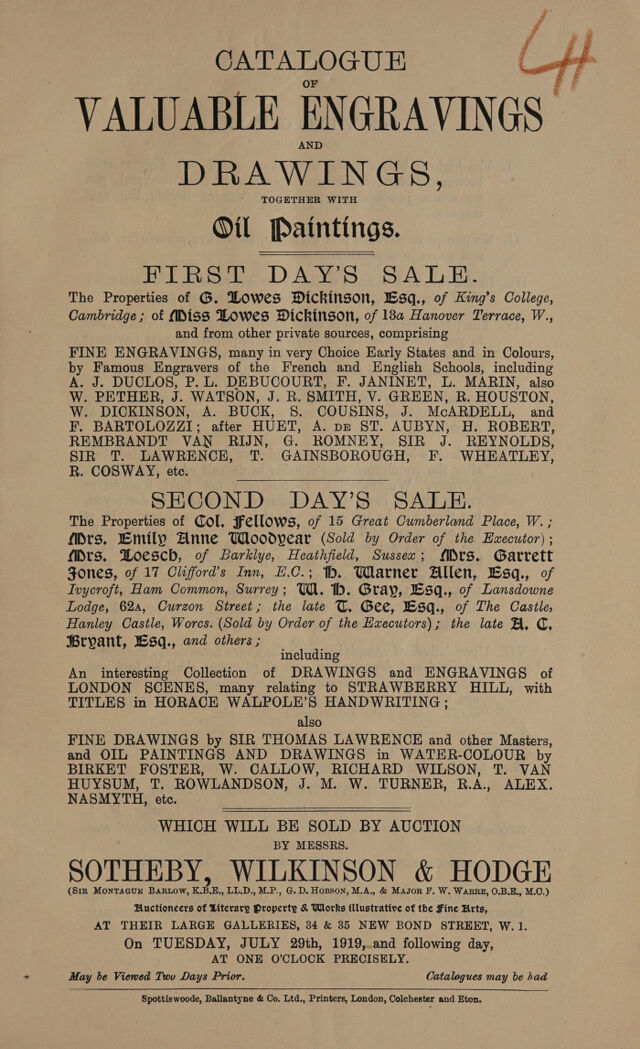 LH
CATALOGUE
OF
VALUABLE ENGRAVINGS
AND
DRAWINGS,
TOGETHER WITH
Oil Paintings.
FIRST DAY'S SALE.
The Properties of G. Lowes Dickinson, Esq., of King's College,
Cambridge; of Miss Lowes Dickinson, of 13a Hanover Terrace, W.,
and from other private sources, comprising
FINE ENGRAVINGS, many in very Choice Early States and in Colours,
by Famous Engravers of the French and English Schools, including
A. J. DUCLOS, P. L. DEBUCOURT, F. JANINET, L. MARIN, also
W. PETHER, J. WATSON, J. R. SMITH, V. GREEN, R. HOUSTON,
W. DICKINSON, A. BUCK, S. COUSINS, J. McARDELL, and
F. BARTOLOZZI; after HUET, A. DE ST. AUBYN, H. ROBERT,
REMBRANDT VAN RIJN, G. ROMNEY, SIR J. REYNOLDS,
SIR T. LAWRENCE, T. GAINSBOROUGH, F. WHEATLEY,
R. COSWAY, etc.
SECOND DAY'S SALE.
The Properties of Col. Fellows, of 15 Great Cumberland Place, W.;
Mrs. Emily Anne Woodyear (Sold by Order of the Executor);
Mrs. Loesch, of Barklye, Heathfield, Sussex; Mrs. Garrett
Jones, of 17 Clifford's Inn, E.C.; H. Warner Allen, Esq., of
Ivycroft, Ham Common, Surrey; W. H. Gray, Esq., of Lansdowne
Lodge, 62A, Curzon Street; the late T. Gee, Esq., of The Castle,
Hanley Castle, Worcs. (Sold by Order of the Executors); the late A. C.
Bryant, Esq., and others;
including
An interesting Collection of DRAWINGS and ENGRAVINGS of
LONDON SCENES, many relating to STRAWBERRY HILL, with
TITLES in HORACE WALPOLE'S HANDWRITING;
also
FINE DRAWINGS by SIR THOMAS LAWRENCE and other Masters,
and OIL PAINTINGS AND DRAWINGS in WATER-COLOUR by
BIRKET FOSTER, W. CALLOW, RICHARD WILSON, T. VAN
HUYSUM, T. ROWLANDSON, J. M. W. TURNER, R.A., ALEX.
NASMYTH, etc.
WHICH WILL BE SOLD BY AUCTION
BY MESSRS.
SOTHEBY, WILKINSON & HODGE
(SIR MONTAGUE BARLOW, K.B.E., LL.D., M.P., G. D. HOBSON, M.A., & MAJOR F. W. WARRE, O.B.E., M.C.)
Auctioneers of Literary Property & Works illustrative of the Fine Arts,
AT THEIR LARGE GALLERIES, 34 & 35 NEW BOND STREET, W. 1.
On TUESDAY, JULY 29th, 1919, and following day,
AT ONE O'CLOCK PRECISELY.
May be Viewed Two Days Prior. Catalogues may be had
Spottiswoode, Ballantyne & Co. Ltd., Printers, London, Colchester and Eton.